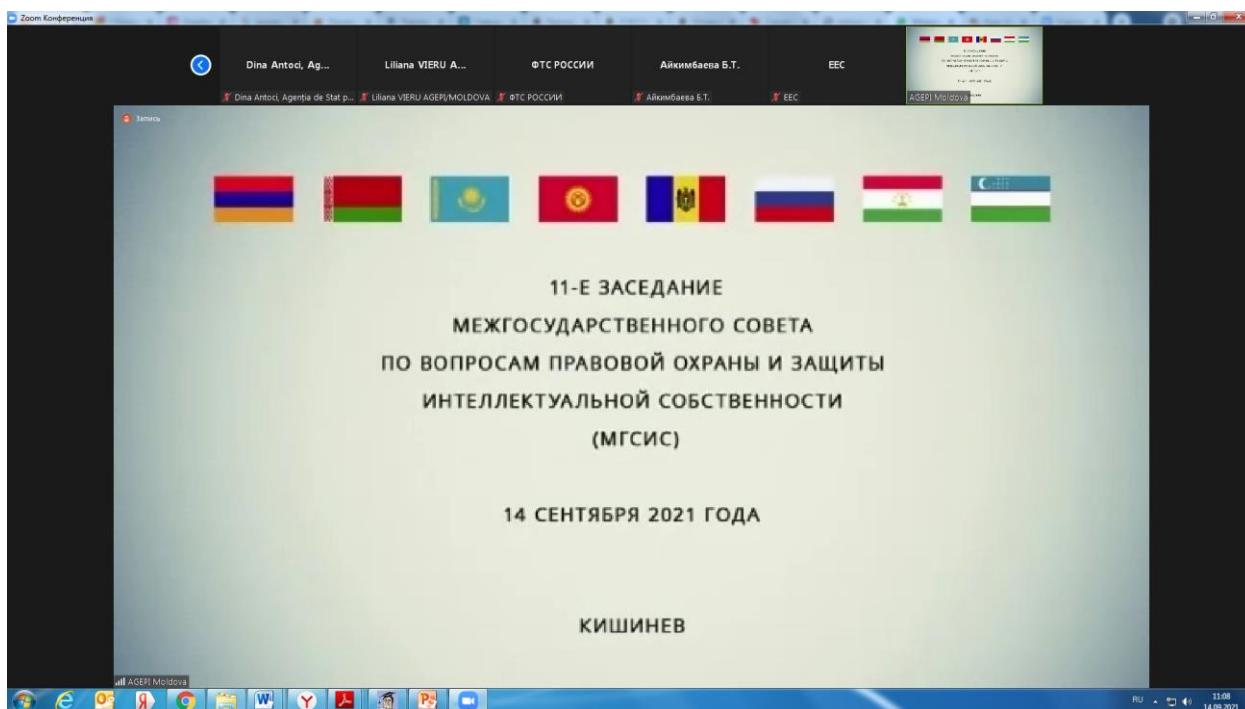 Zoom Конференция
Dina Antoci, Ag...
Liliana VIERU A...
ФТС РОССИИ
Айкимбаева Б.Т.
EEC
Dina Antoci, Agenția de Stat p...
Liliana VIERU AGEPI/MOLDOVA
ФТС РОССИИ
Айкимбаева Б.Т.
EEC
AGEPI Moldova
Запись
11-Е ЗАСЕДАНИЕ
МЕЖГОСУДАРСТВЕННОГО СОВЕТА
ПО ВОПРОСАМ ПРАВОВОЙ ОХРАНЫ И ЗАЩИТЫ
ИНТЕЛЛЕКТУАЛЬНОЙ СОБСТВЕННОСТИ
(МГСИС)
14 СЕНТЯБРЯ 2021 ГОДА
КИШИНЕВ
AGEPI Moldova
RU
11:08
14.09.2021